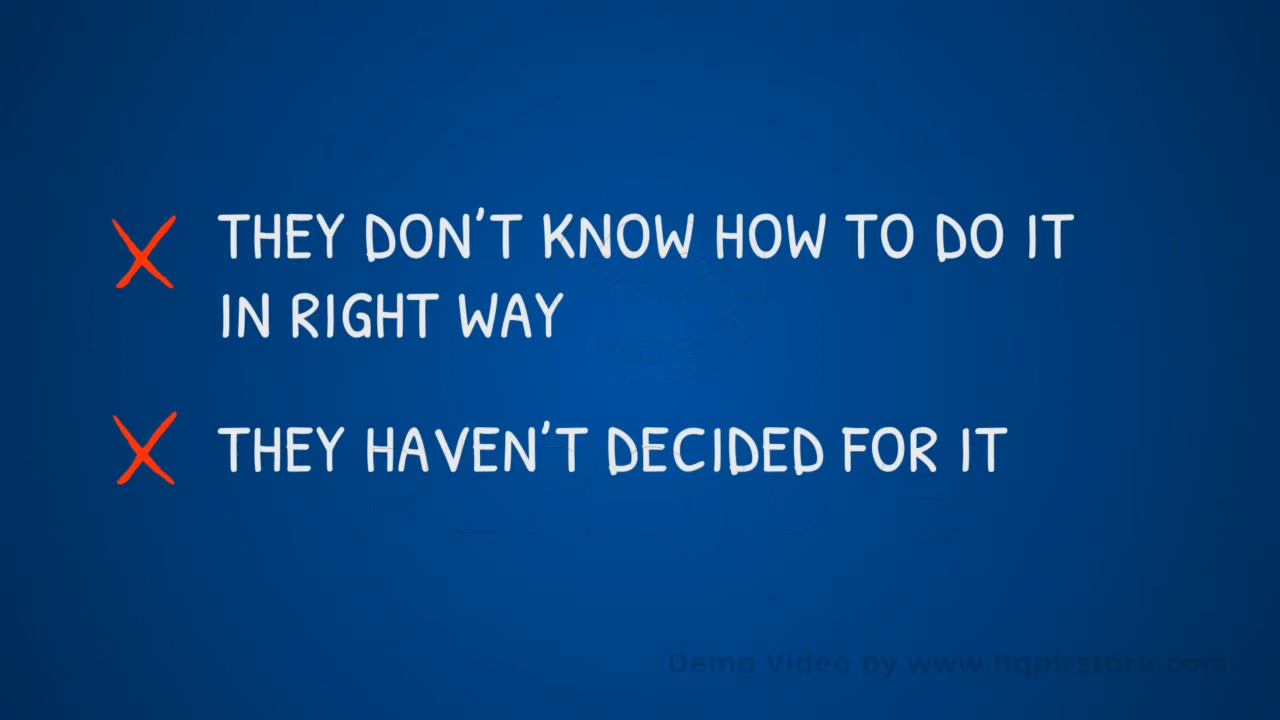 THEY DON'T KNOW HOW TO DO IT
IN RIGHT WAY
THEY HAVEN'T DECIDED FOR IT
Demo Video by www.hqplrstore.com